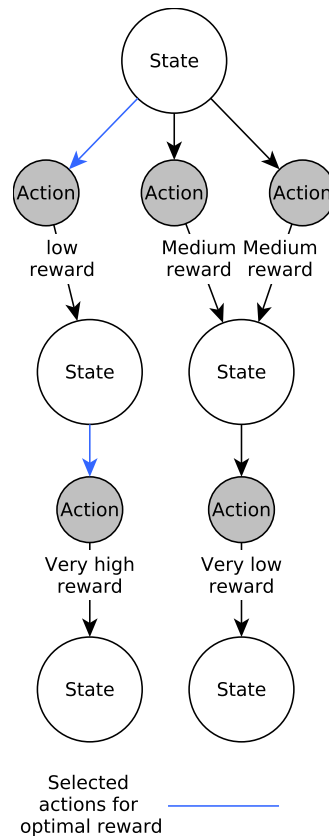 State
Action Action Action
low
reward
Medium
reward
Medium
reward
State State
Action Action
Very high
reward
Very low
reward
State State
Selected
actions for
optimal reward